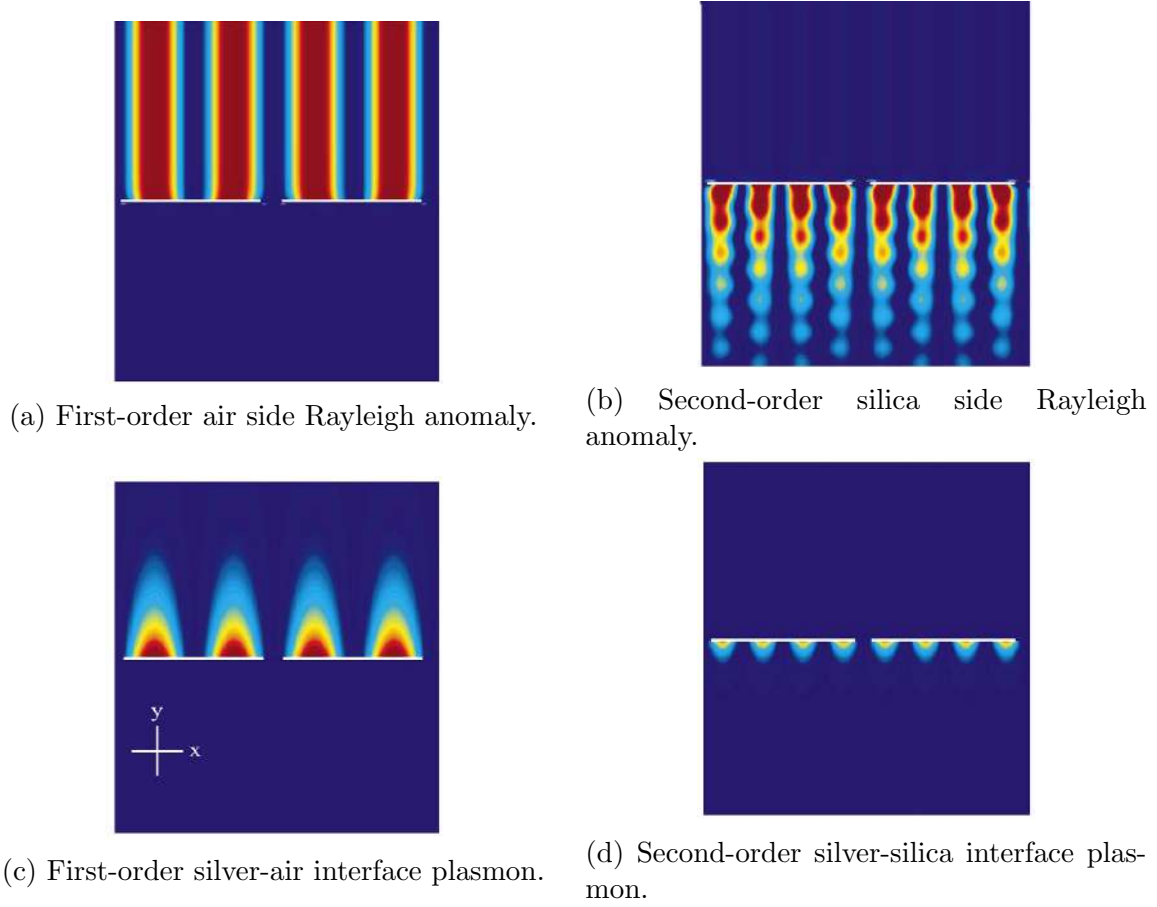 (a) First-order air side Rayleigh anomaly.
(b) Second-order silica side Rayleigh
anomaly.
y
x
(c) First-order silver-air interface plasmon.
(d) Second-order silver-silica interface plas-
mon.